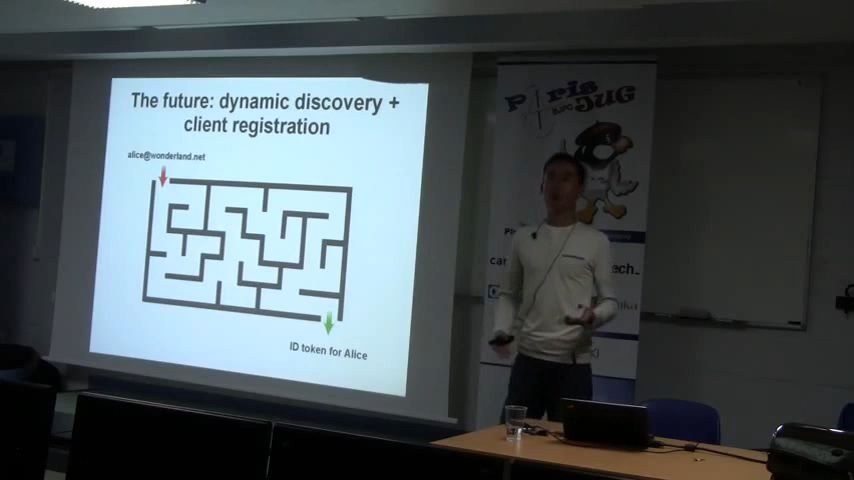 The future: dynamic discovery +
client registration
alice@wonderland.net
ID token for Alice
Paris
JUG